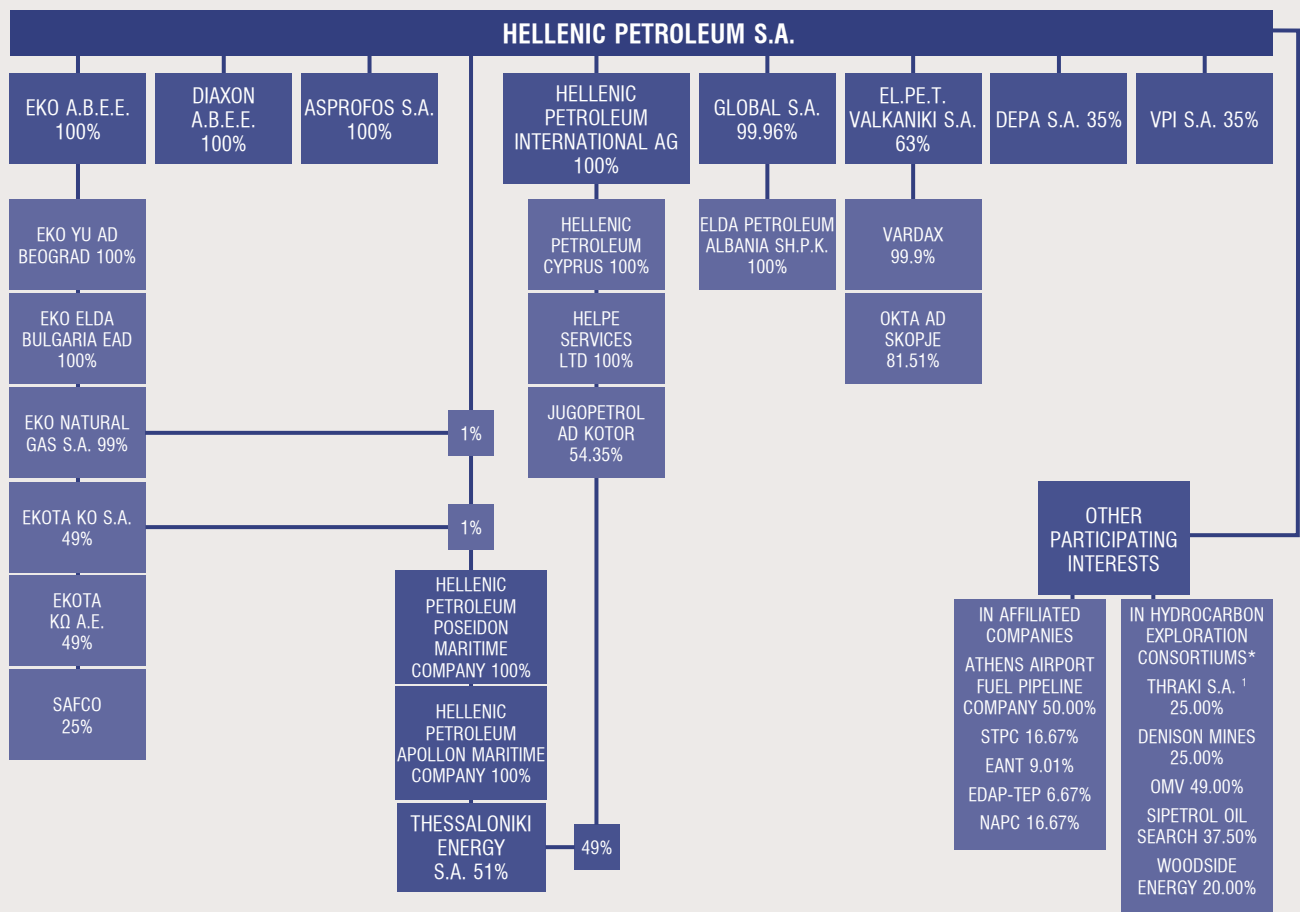 HELLENIC PETROLEUM S.A.
EKO A.B.E.E.
100%
DIAXON
A.B.E.E.
100%
ASPROFOS S.A.
100%
HELLENIC
PETROLEUM
INTERNATIONAL AG
100%
GLOBAL S.A.
99.96%
EL.PE.T.
VALKANIKI S.A.
63%
DEPA S.A. 35%
VPI S.A. 35%
EKO YU AD
BEOGRAD 100%
EKO ELDA
BULGARIA EAD
100%
EKO NATURAL
GAS S.A. 99%
1%
EKOTA KO S.A.
49%
1%
EKOTA
ΚΩ Α.Ε.
49%
SAFCO
25%
HELLENIC
PETROLEUM
POSEIDON
MARITIME
COMPANY 100%
HELLENIC
PETROLEUM
APOLLON MARITIME
COMPANY 100%
THESSALONIKI
ENERGY
S.A. 51%
49%
HELLENIC
PETROLEUM
CYPRUS 100%
HELPE
SERVICES
LTD 100%
JUGOPETROL
AD KOTOR
54.35%
ELDA PETROLEUM
ALBANIA SH.P.K.
100%
VARDAX
99.9%
OKTA AD
SKOPJE
81.51%
OTHER
PARTICIPATING
INTERESTS
IN AFFILIATED
COMPANIES
ATHENS AIRPORT
FUEL PIPELINE
COMPANY 50.00%
STPC 16.67%
EANT 9.01%
EDAP-TEP 6.67%
NAPC 16.67%
IN HYDROCARBON
EXPLORATION
CONSORTIUMS*
THRAKI S.A. ¹
25.00%
DENISON MINES
25.00%
OMV 49.00%
SIPETROL OIL
SEARCH 37.50%
WOODSIDE
ENERGY 20.00%